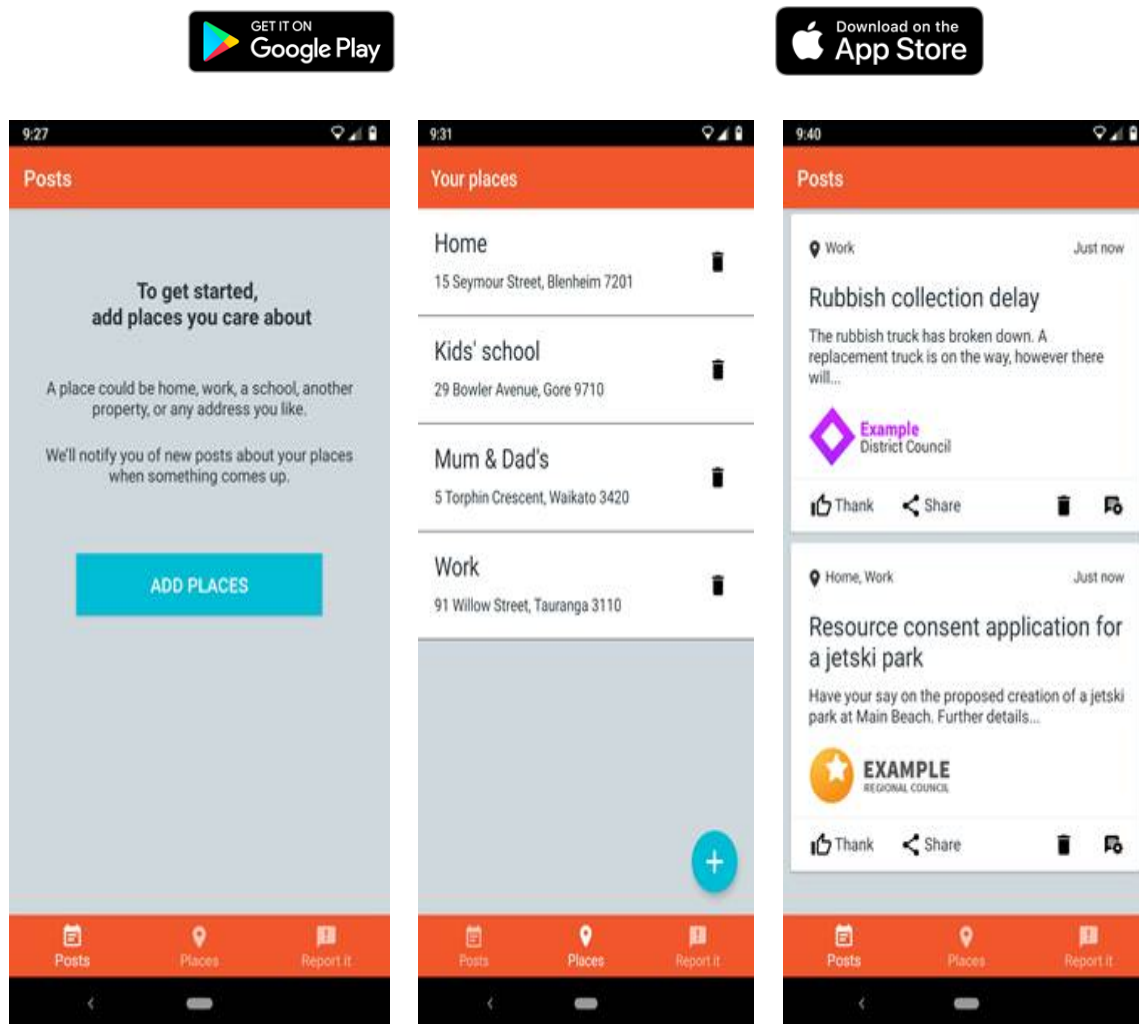 GET IT ON
Google Play
Download on the
App Store
9:27
Posts
To get started,
add places you care about
A place could be home, work, a school, another
property, or any address you like.
We'll notify you of new posts about your places
when something comes up.
ADD PLACES
Posts
Places
Report it
9:31
Your places
Home
15 Seymour Street, Blenheim 7201
Kids' school
29 Bowler Avenue, Gore 9710
Mum & Dad's
5 Torphin Crescent, Waikato 3420
Work
91 Willow Street, Tauranga 3110
Posts
Places
Report it
9:40
Posts
Work
Just now
Rubbish collection delay
The rubbish truck has broken down. A
replacement truck is on the way, however there
will...
Example
District Council
Thank
Share
Home, Work
Just now
Resource consent application for
a jetski park
Have your say on the proposed creation of a jetski
park at Main Beach. Further details...
EXAMPLE
REGIONAL COUNCIL
Thank
Share
Posts
Places
Report it